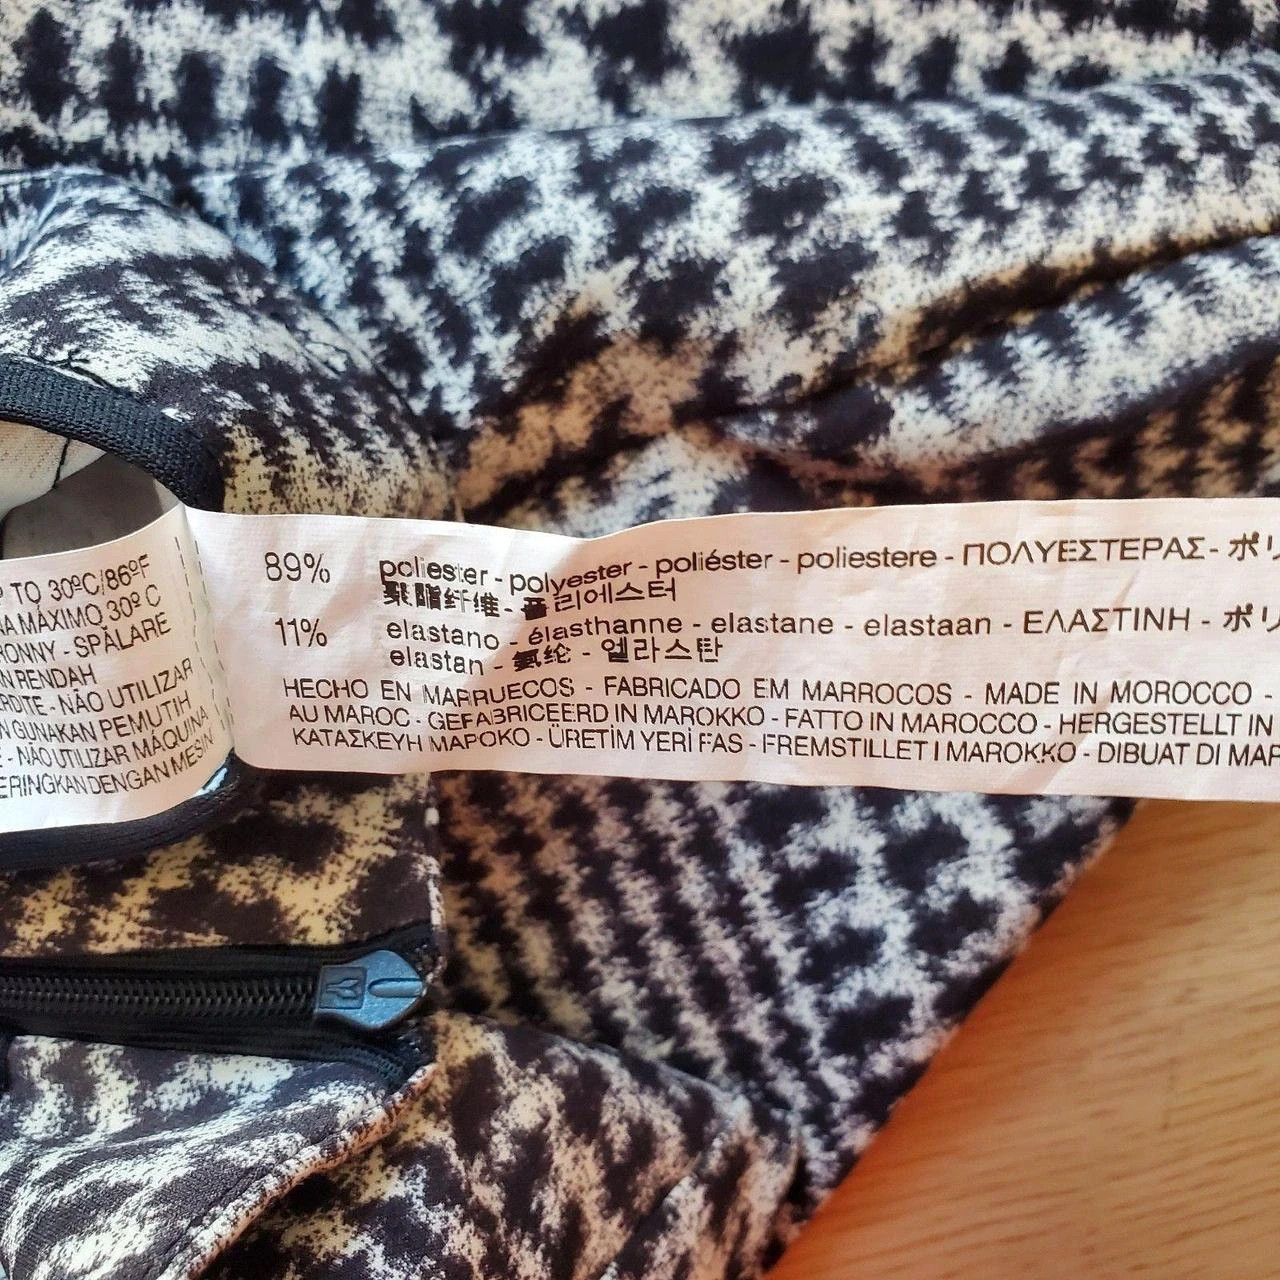 P TO 30ºC/86ºF
NA MÁXIMO 30º C
RONNY - SPĂLARE
N RENDAH
ERDITE - NÃO UTILIZAR
N GUNAKAN PEMUTIH
E - NÃO UTILIZAR MÁQUINA
ERINGKAN DENGAN MESIN
89% poliester - polyester - poliéster - poliestere - ΠΟΛΥΕΣΤΕΡΑΣ - ポリ
聚酯纤维 - 폴리에스터
11% elastano - élasthanne - elastane - elastaan - ΕΛΑΣΤΙΝΗ - ポリ
elastan - 氨纶 - 엘라스탄
HECHO EN MARRUECOS - FABRICADO EM MARROCOS - MADE IN MOROCCO -
AU MAROC - GEFABRICEERD IN MAROKKO - FATTO IN MAROCCO - HERGESTELLT IN
ΚΑΤΑΣΚΕΥΗ ΜΑΡΟΚΟ - ÜRETİM YERİ FAS - FREMSTILLET I MAROKKO - DIBUAT DI MAR